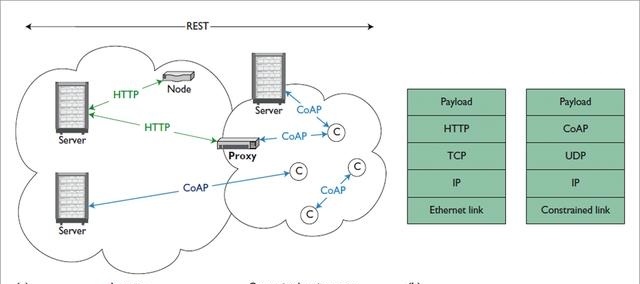 REST
HTTP
Node
HTTP
Server
Server
CoAP
CoAP
C
Proxy
CoAP
C
C
CoAP
C
Server
Payload
HTTP
TCP
IP
Ethernet link
Payload
CoAP
UDP
IP
Constrained link